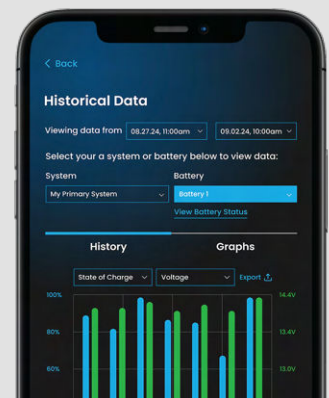 < Back
Historical Data
Viewing data from 08.27.24, 11:00am 09.02.24, 10:00am
Select your a system or battery below to view data:
System Battery
My Primary System Battery 1
View Battery Status
History Graphs
State of Charge Voltage Export
100% 14.4V
80% 13.4V
60% 13.0V